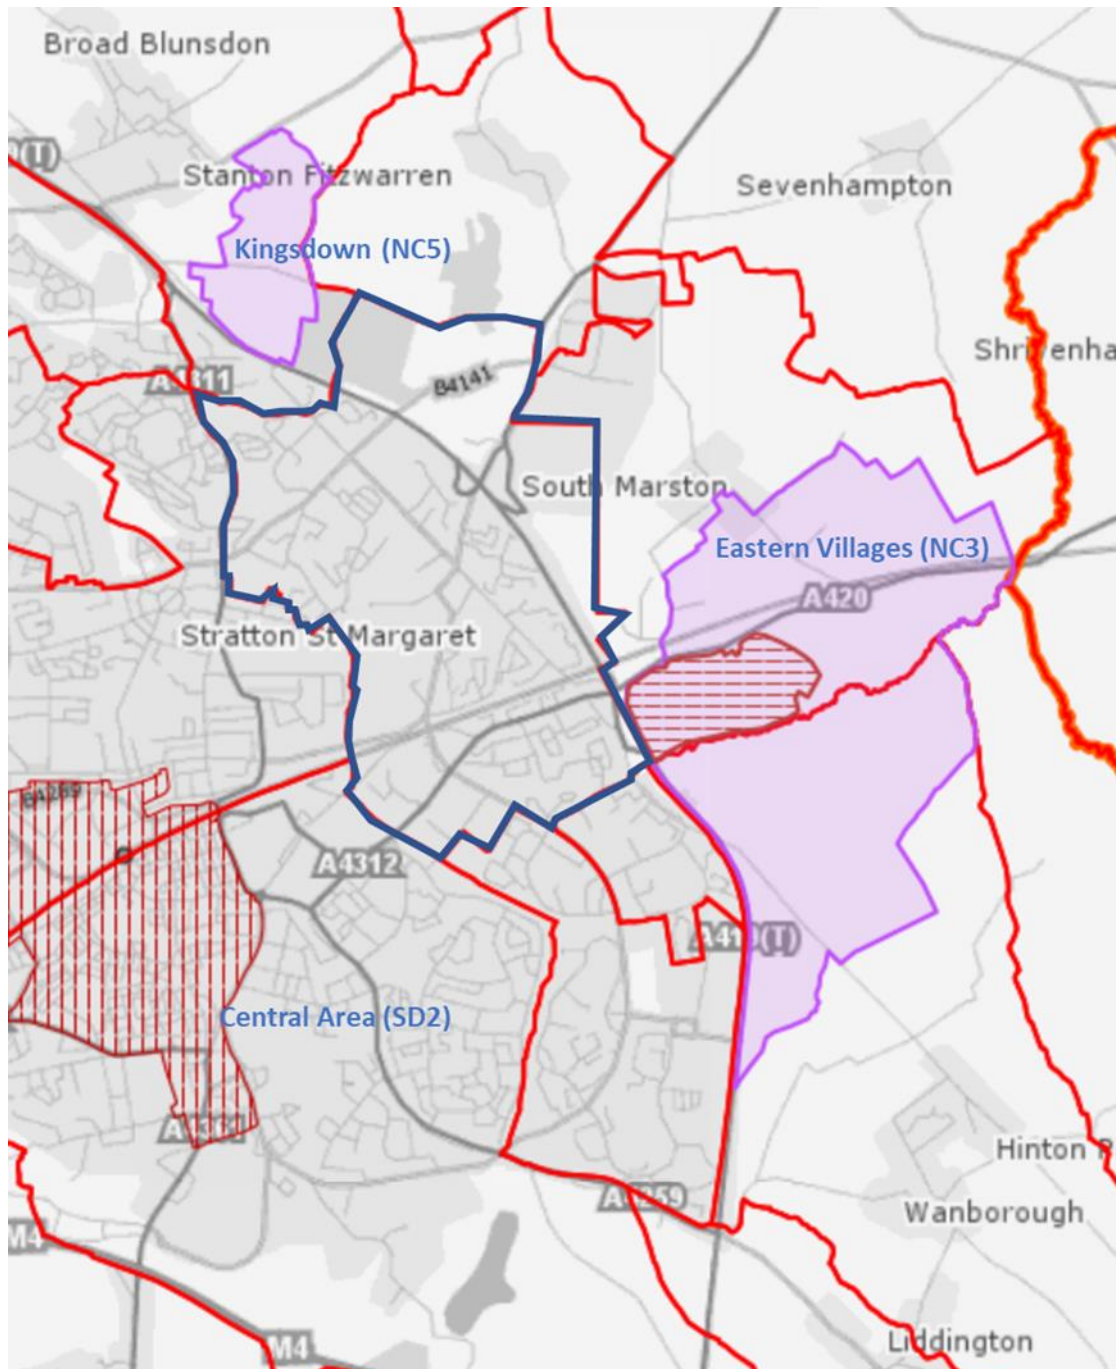 Broad Blunsdon
(T)
Stanton Fitzwarren
Sevenhampton
Kingsdown (NC5)
A4311
B4141
South Marston
Eastern Villages (NC3)
A420
Stratton St Margaret
B4289
A4312
A419(T)
Central Area (SD2)
A4361
Hinton P
A4259
Wanborough
M4
M4
Liddington